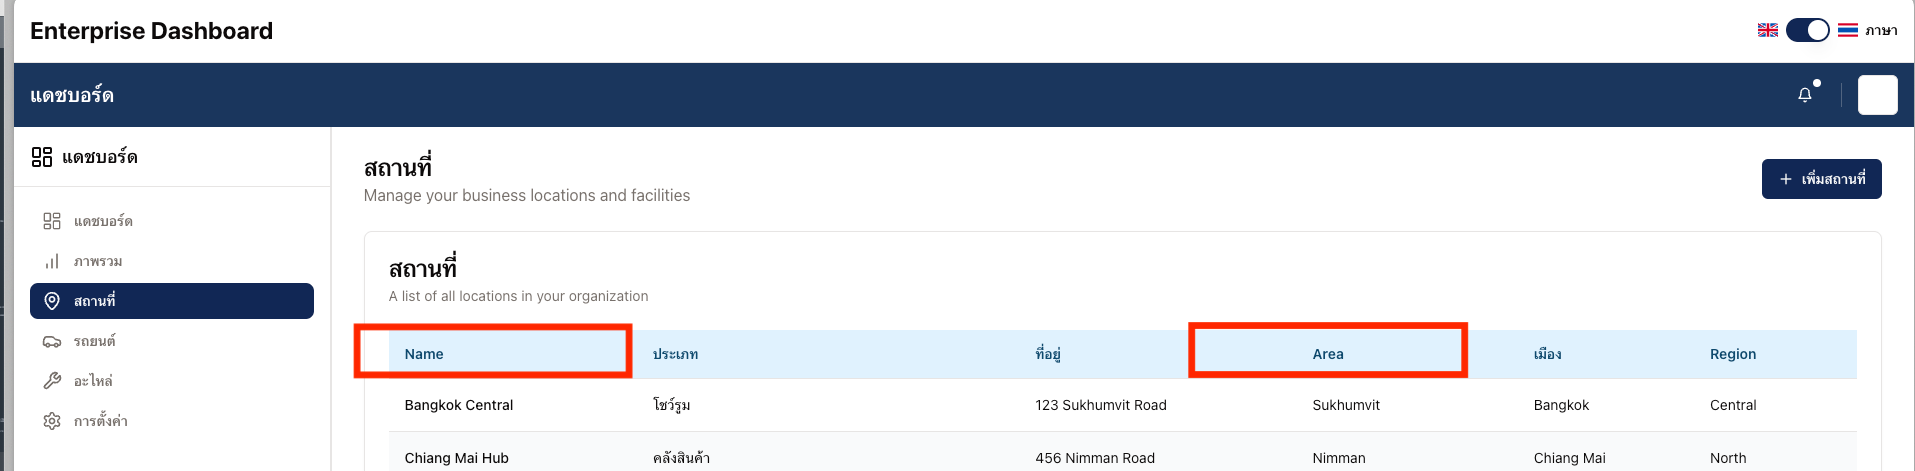 Enterprise Dashboard
ภาษา
แดชบอร์ด
แดชบอร์ด
แดชบอร์ด
ภาพรวม
สถานที่
รถยนต์
อะไหล่
การตั้งค่า
สถานที่
Manage your business locations and facilities
+ เพิ่มสถานที่
สถานที่
A list of all locations in your organization
Name ประเภท ที่อยู่ Area เมือง Region
Bangkok Central โชว์รูม 123 Sukhumvit Road Sukhumvit Bangkok Central
Chiang Mai Hub คลังสินค้า 456 Nimman Road Nimman Chiang Mai North